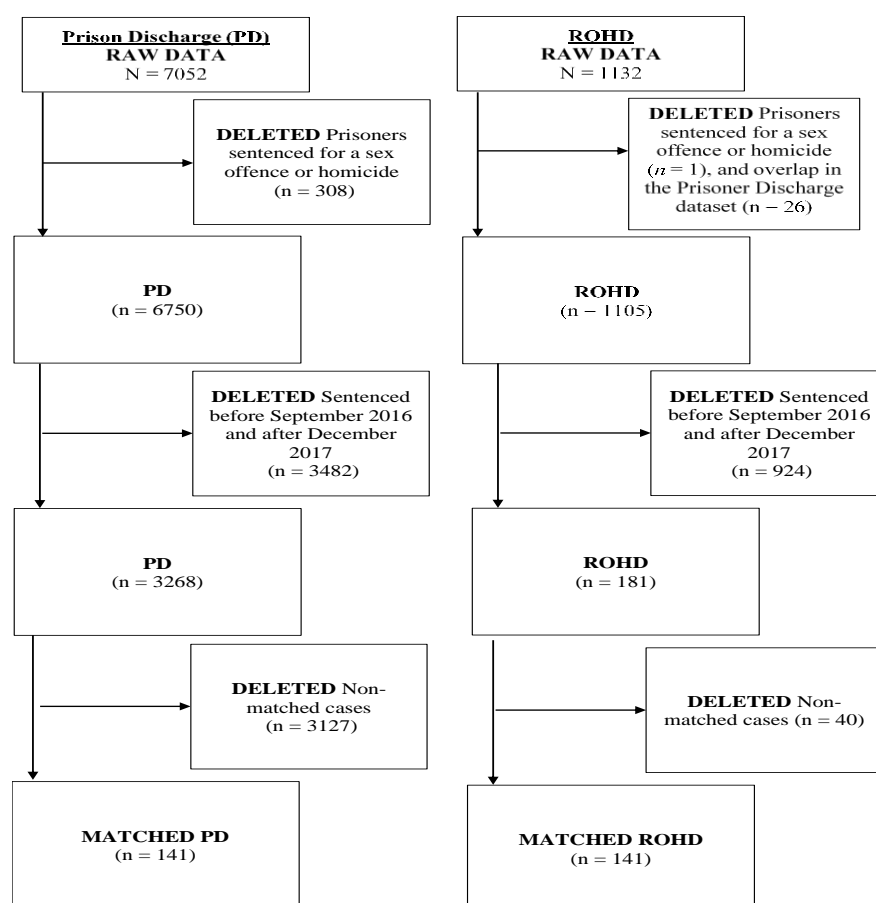 Prison Discharge (PD)
RAW DATA
N = 7052
DELETED Prisoners
sentenced for a sex
offence or homicide
(n = 308)
PD
(n = 6750)
DELETED Sentenced
before September 2016
and after December
2017
(n = 3482)
PD
(n = 3268)
DELETED Non-
matched cases
(n = 3127)
MATCHED PD
(n = 141)
ROHD
RAW DATA
N = 1132
DELETED Prisoners
sentenced for a sex
offence or homicide
(n = 1), and overlap in
the Prisoner Discharge
dataset (n – 26)
ROHD
(n – 1105)
DELETED Sentenced
before September 2016
and after December
2017
(n = 924)
ROHD
(n = 181)
DELETED Non-
matched cases (n = 40)
MATCHED ROHD
(n = 141)